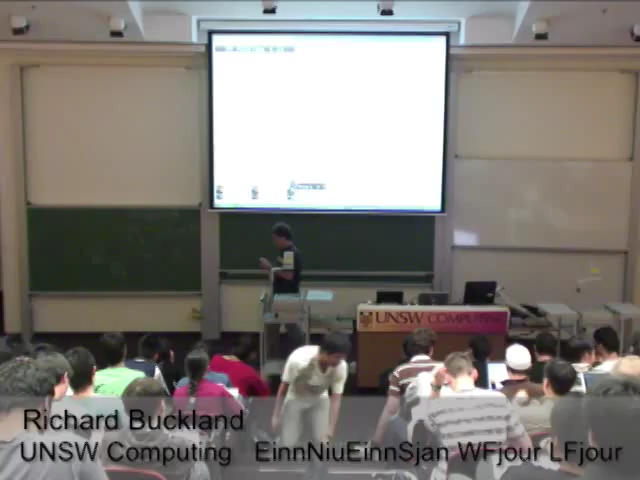 UNSW COMPUTING
Richard Buckland
UNSW Computing EinnNiuEinnSjan WFjour LFjour